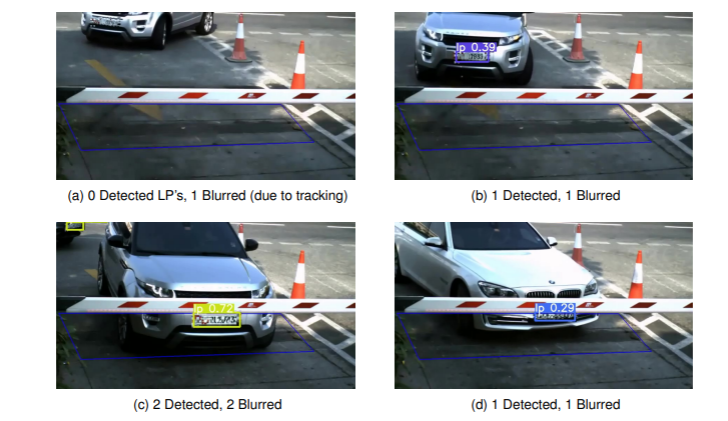 lp 0.39
(a) 0 Detected LP's, 1 Blurred (due to tracking)
(b) 1 Detected, 1 Blurred
lp 0.72
lp 0.29
(c) 2 Detected, 2 Blurred
(d) 1 Detected, 1 Blurred